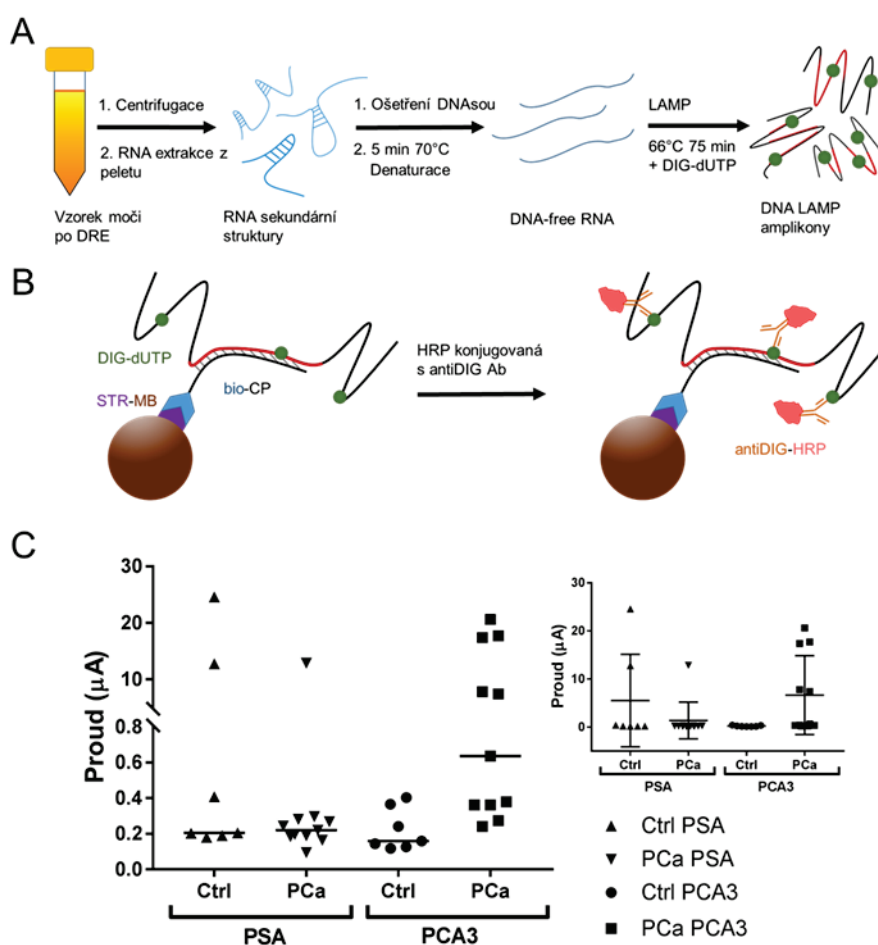 A
1. Centrifugace
2. RNA extrakce z
peletu
1. Ošetření DNAsou
2. 5 min 70°C
Denaturace
LAMP
66°C 75 min
+ DIG-dUTP
Vzorek moči
po DRE
RNA sekundární
struktury
DNA-free RNA
DNA LAMP
amplikony
B
DIG-dUTP
STR-MB
bio-CP
HRP konjugovaná
s antiDIG Ab
antiDIG-HRP
C
Proud (μA)
30
20
10
0.8
0.6
0.4
0.2
0.0
Ctrl
PCa
Ctrl
PCa
PSA
PCA3
Proud (μA)
30
20
10
0
Ctrl
PCa
Ctrl
PCa
PSA
PCA3
Ctrl PSA
PCa PSA
Ctrl PCA3
PCa PCA3